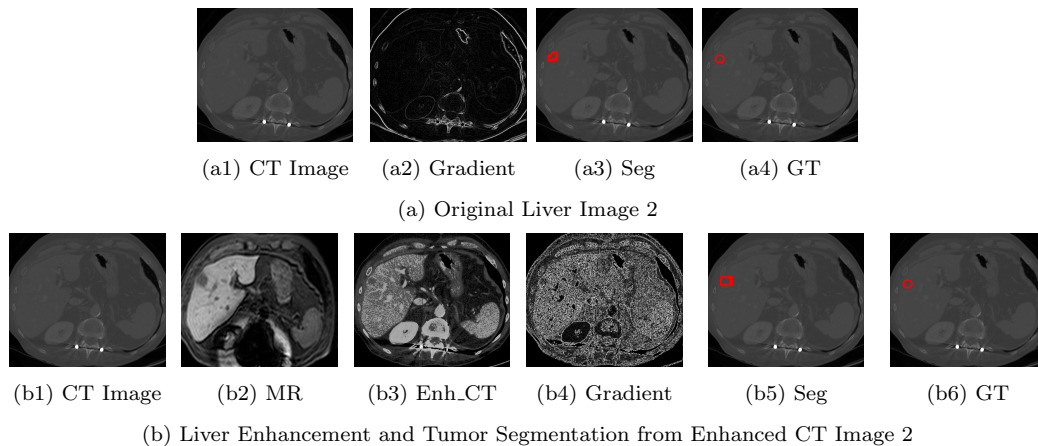 (a1) CT Image (a2) Gradient (a3) Seg (a4) GT
(a) Original Liver Image 2
(b1) CT Image (b2) MR (b3) Enh_CT (b4) Gradient (b5) Seg (b6) GT
(b) Liver Enhancement and Tumor Segmentation from Enhanced CT Image 2